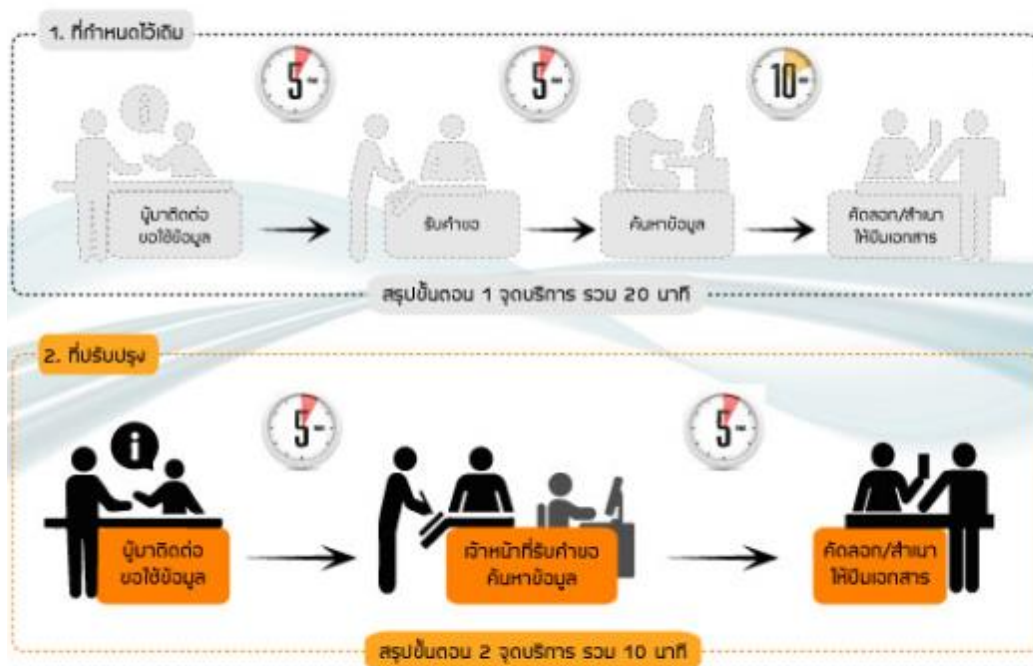 1. ที่กำหนดไว้เดิม
5
5
10
ผู้มาติดต่อ
ขอใช้ข้อมูล
รับคำขอ
ค้นหาข้อมูล
คัดลอก/สำเนา
ให้ยืมเอกสาร
สรุปขั้นตอน 1 จุดบริการ รวม 20 นาที
2. ที่ปรับปรุง
5
5
ผู้มาติดต่อ
ขอใช้ข้อมูล
เจ้าหน้าที่รับคำขอ
ค้นหาข้อมูล
คัดลอก/สำเนา
ให้ยืมเอกสาร
สรุปขั้นตอน 2 จุดบริการ รวม 10 นาที